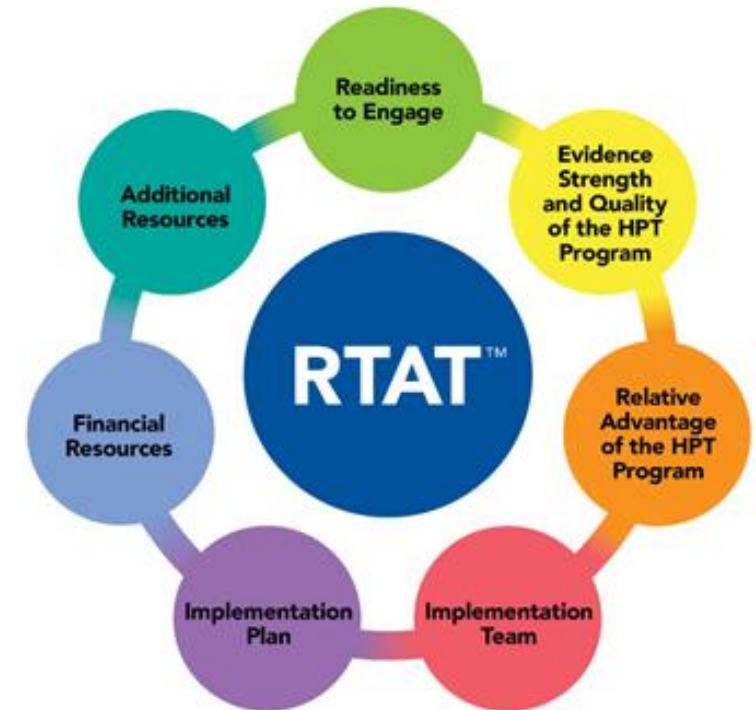 Readiness
to Engage
Evidence
Strength
and Quality
of the HPT
Program
Relative
Advantage
of the HPT
Program
Implementation
Team
Implementation
Plan
Financial
Resources
Additional
Resources
RTAT™